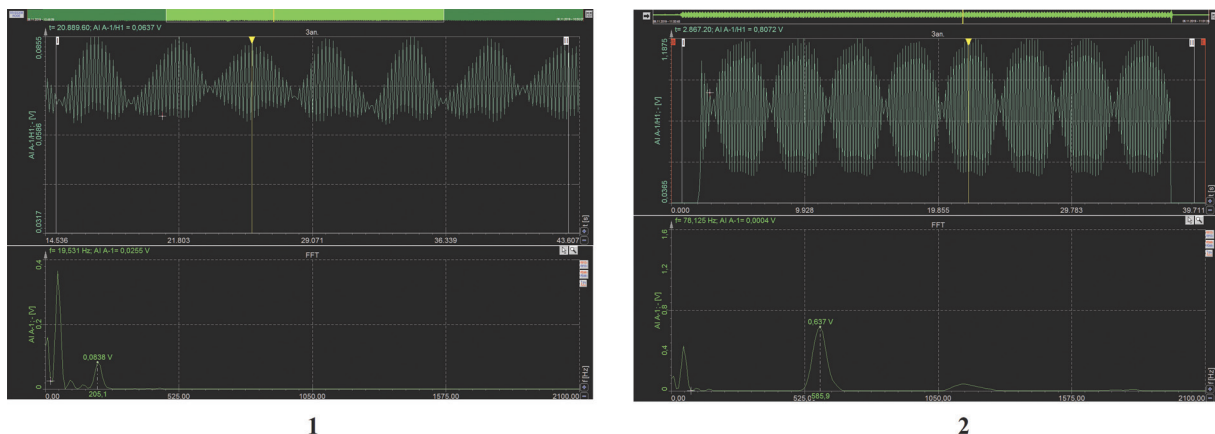 t= 20.889.60; AI A-1/H1 = 0,0637 V
Зап.
0.0855
AI A-1/H1; - [V]
0,0586
0.0317
t [s]
14.536 21.803 29.071 36.339 43.607
f= 19,531 Hz; AI A-1= 0,0255 V
FFT
0.4
AI A-1; - [V]
0.2
0
0,0838 V
f [Hz]
0.00 525.00 1050.00 1575.00 2100.00
205,1
1
t= 2.867.20; AI A-1/H1 = 0,8072 V
Зап.
1.1875
AI A-1/H1; - [V]
0.0365
t [s]
0.000 9.928 19.855 29.783 39.711
f= 78,125 Hz; AI A-1= 0,0004 V
FFT
1.6
1.2
AI A-1; - [V]
0.8
0.4
0
0,637 V
f [Hz]
0.00 525.00 1050.00 1575.00 2100.00
585,9
2